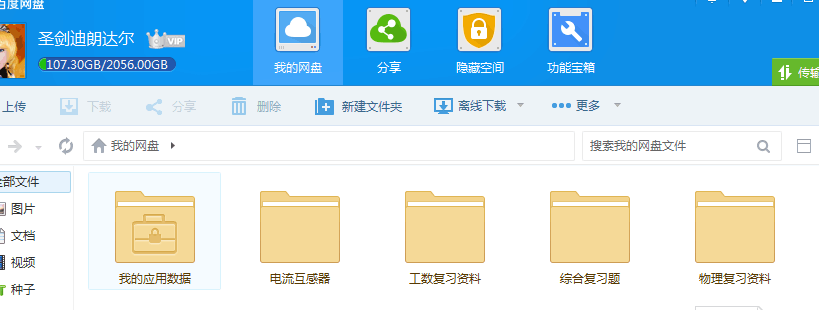 百度网盘
圣剑迪朗达尔 VIP
107.30GB/2056.00GB
我的网盘 分享 隐藏空间 功能宝箱
传输
上传 下载 分享 删除 新建文件夹 离线下载 更多
我的网盘 搜索我的网盘文件
全部文件
图片
文档
视频
种子
我的应用数据 电流互感器 工数复习资料 综合复习题 物理复习资料